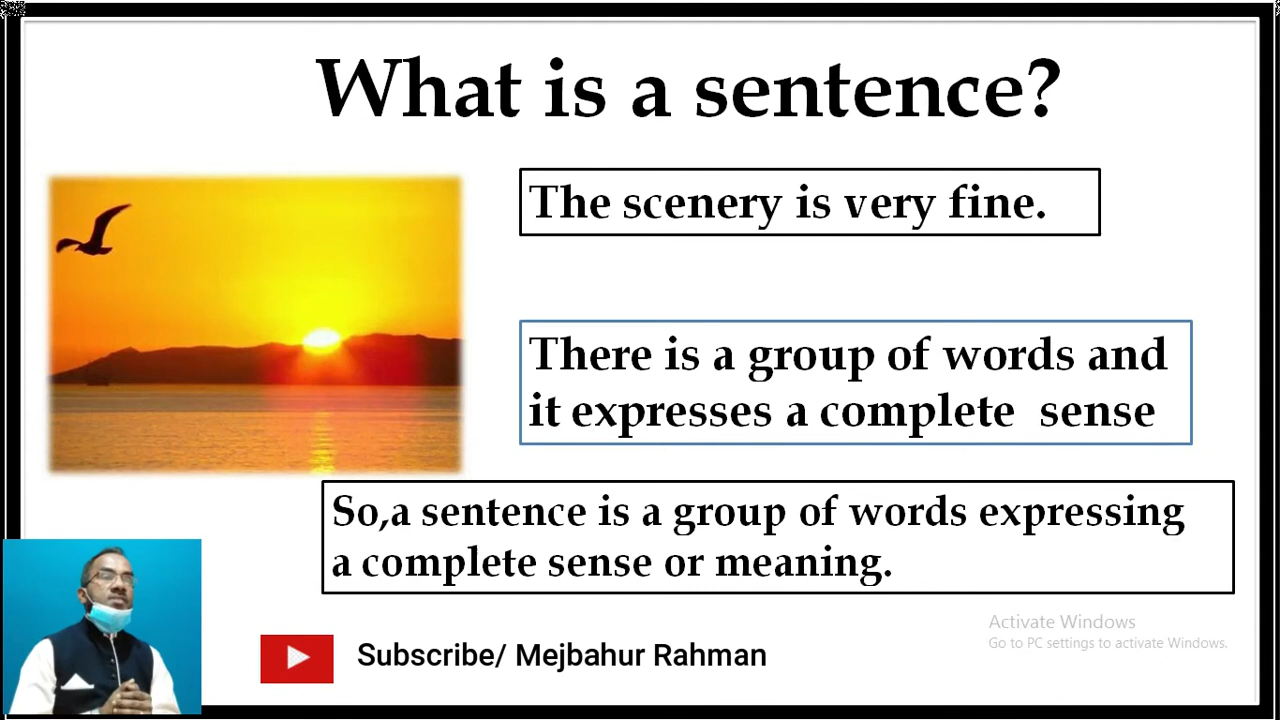 What is a sentence?
The scenery is very fine.
There is a group of words and
it expresses a complete sense
So,a sentence is a group of words expressing
a complete sense or meaning.
Activate Windows
Go to PC settings to activate Windows.
Subscribe/ Mejbahur Rahman